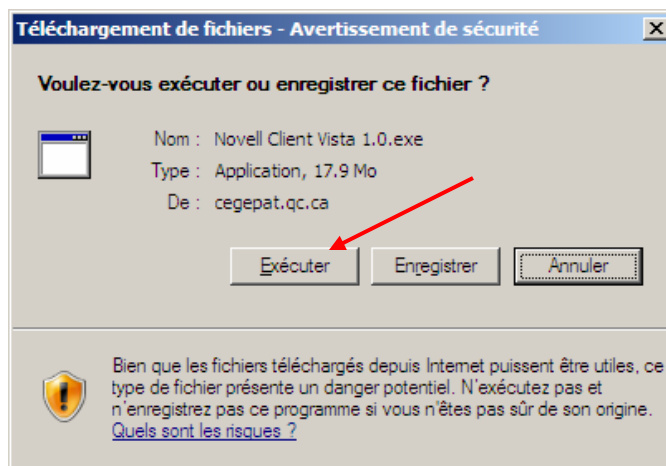 Téléchargement de fichiers - Avertissement de sécurité
Voulez-vous exécuter ou enregistrer ce fichier ?
Nom : Novell Client Vista 1.0.exe
Type : Application, 17.9 Mo
De : cegepat.qc.ca
Exécuter Enregistrer Annuler
Bien que les fichiers téléchargés depuis Internet puissent être utiles, ce
type de fichier présente un danger potentiel. N'exécutez pas et
n'enregistrez pas ce programme si vous n'êtes pas sûr de son origine.
Quels sont les risques ?